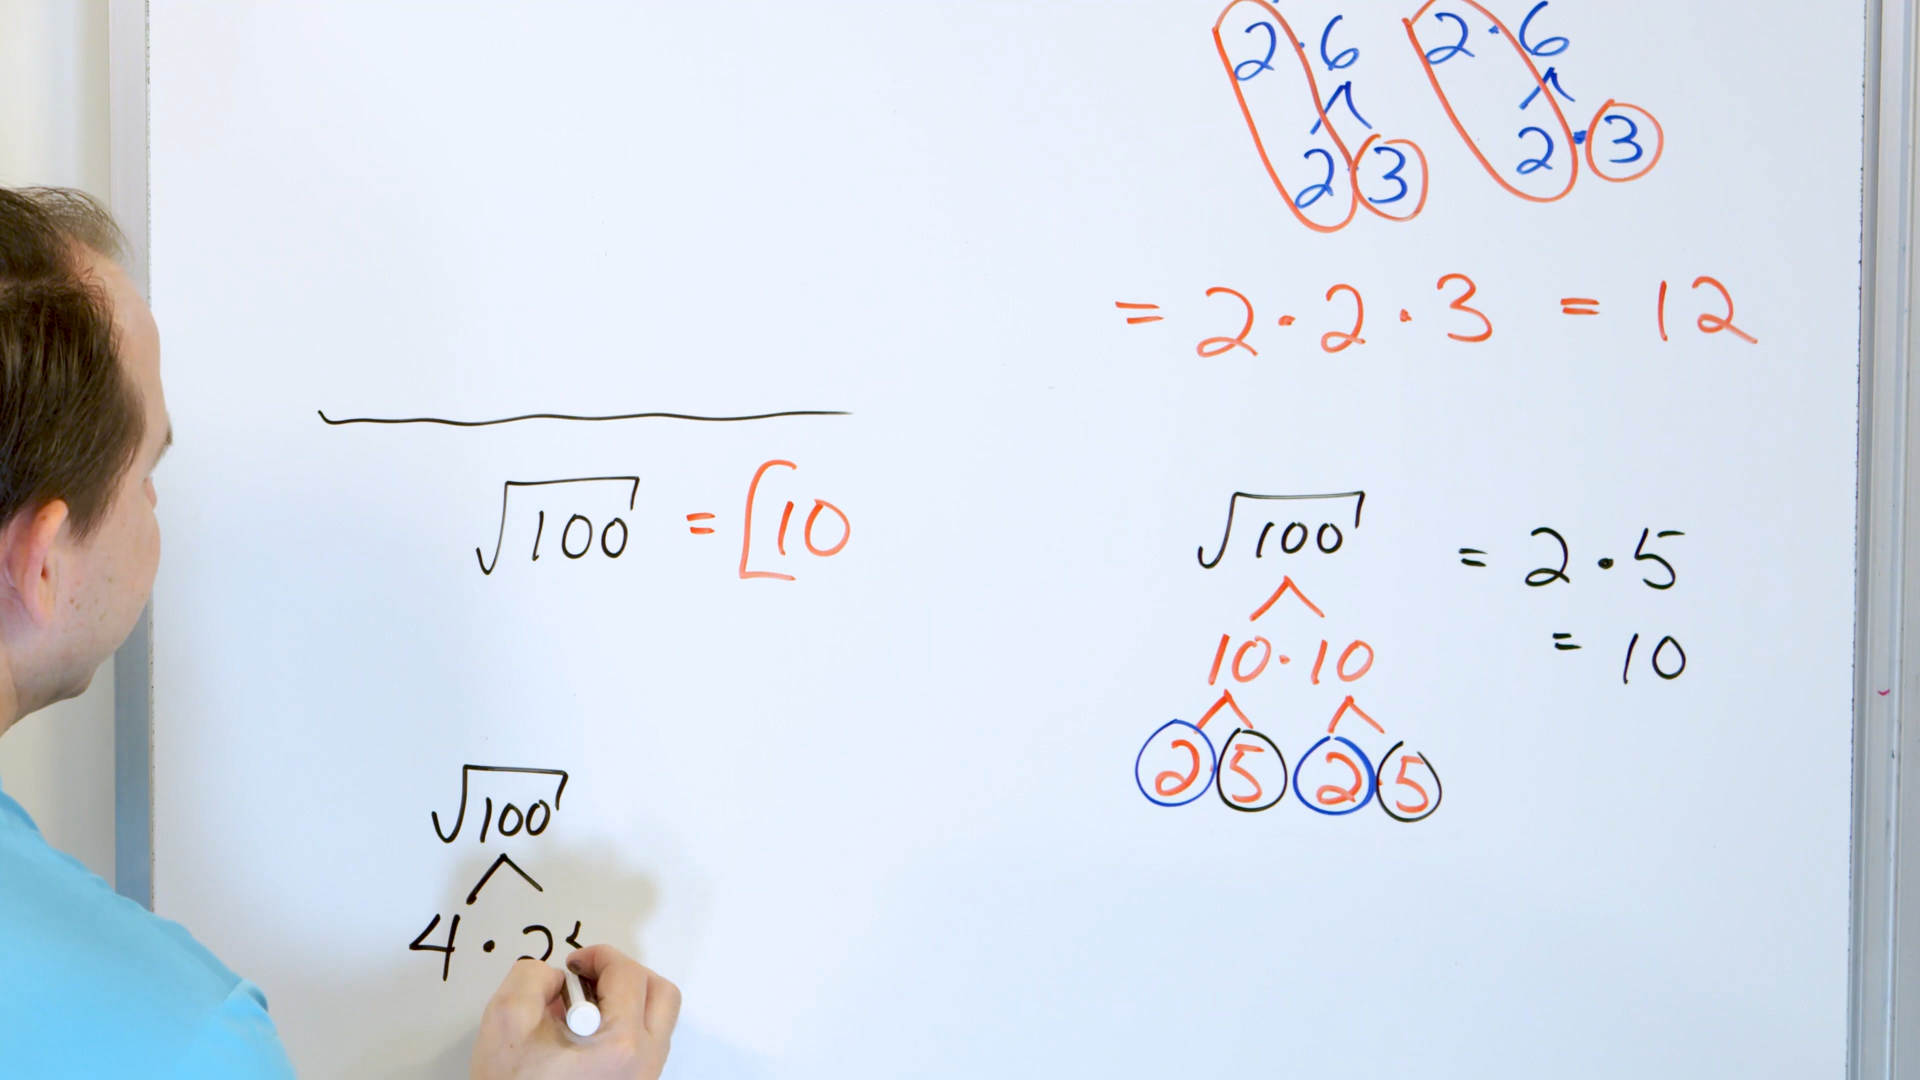 2 · 6 2 · 6
2 3 2 · 3
= 2 · 2 · 3 = 12
√100 = [10
√100 = 2 · 5
= 10
10 · 10
2 5 2 5
√100
4 · 2